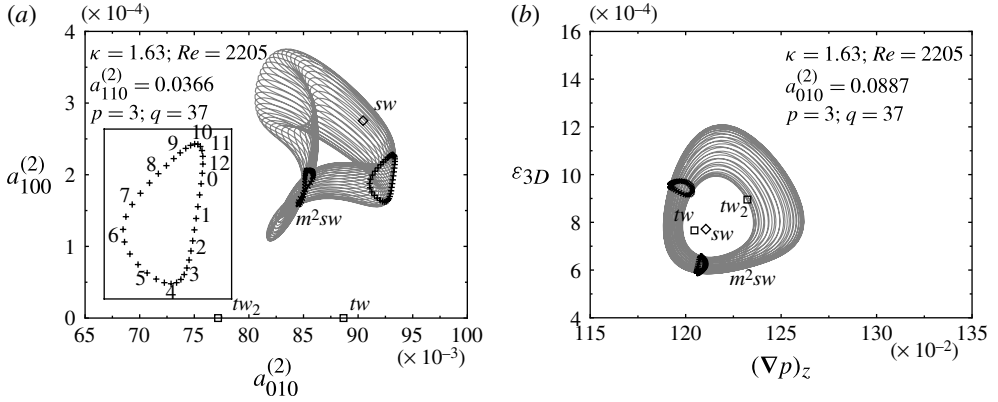 (a)
(× 10⁻⁴)
4
3
2
1
0
a₁₀₀⁽²⁾
κ = 1.63; Re = 2205
a₁₁₀⁽²⁾ = 0.0366
p = 3; q = 37
10
9
11
8
12
0
7
1
6
2
5
3
4
sw
m²sw
tw₂
tw
65 70 75 80 85 90 95 100
(× 10⁻³)
a₀₁₀⁽²⁾
(b)
(× 10⁻⁴)
16
14
12
10
8
6
4
ε₃D
κ = 1.63; Re = 2205
a₀₁₀⁽²⁾ = 0.0887
p = 3; q = 37
tw
tw₂
sw
m²sw
115 120 125 130 135
(× 10⁻²)
(∇p)z